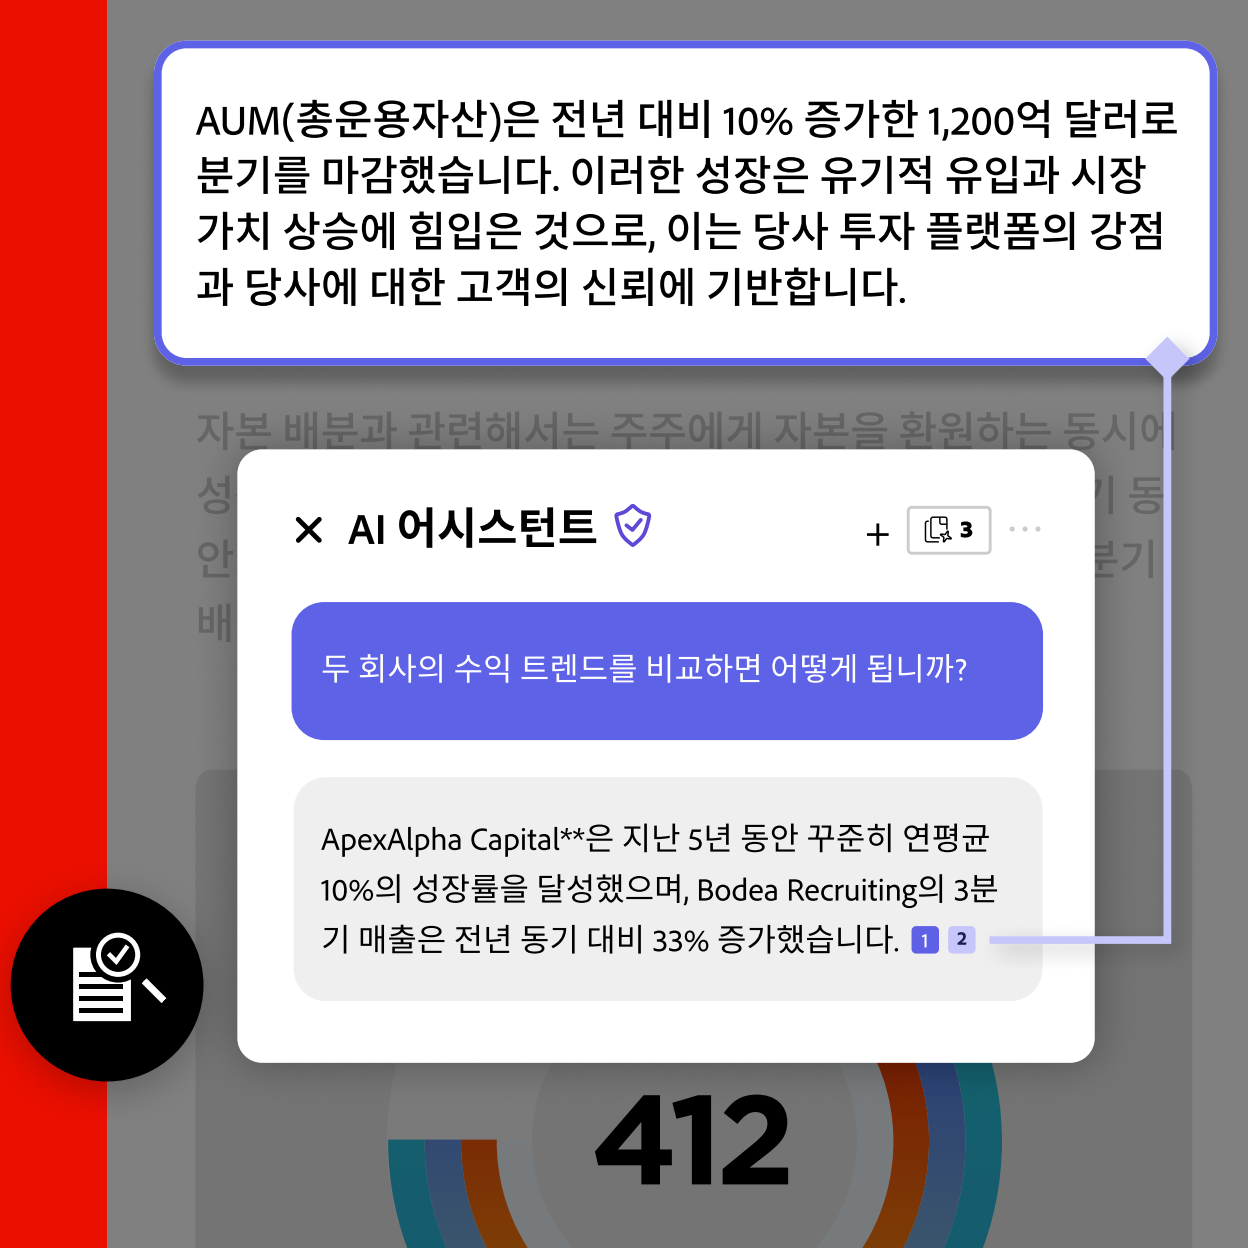 AUM(총운용자산)은 전년 대비 10% 증가한 1,200억 달러로
분기를 마감했습니다. 이러한 성장은 유기적 유입과 시장
가치 상승에 힘입은 것으로, 이는 당사 투자 플랫폼의 강점
과 당사에 대한 고객의 신뢰에 기반합니다.
자본 배분과 관련해서는 주주에게 자본을 환원하는 동시에
성 기 동
안 분기
배
AI 어시스턴트
+ 3 ...
두 회사의 수익 트렌드를 비교하면 어떻게 됩니까?
ApexAlpha Capital**은 지난 5년 동안 꾸준히 연평균
10%의 성장률을 달성했으며, Bodea Recruiting의 3분
기 매출은 전년 동기 대비 33% 증가했습니다. 1 2
412